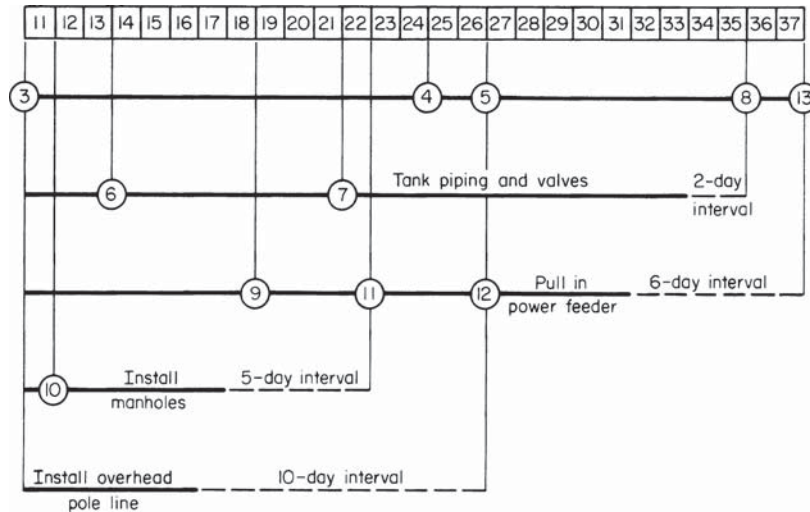 11 12 13 14 15 16 17 18 19 20 21 22 23 24 25 26 27 28 29 30 31 32 33 34 35 36 37
3 4 5 8 13
Tank piping and valves 2-day
6 7
interval
Pull in 6-day interval
9 11 12
power feeder
Install 5-day interval
10
manholes
Install overhead 10-day interval
pole line